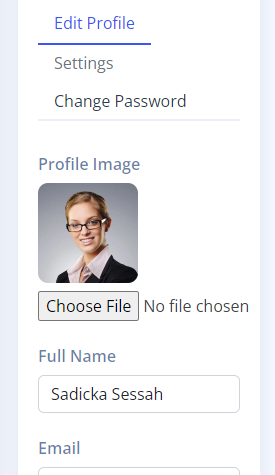 Edit Profile
Settings
Change Password
Profile Image
Choose File No file chosen
Full Name
Sadicka Sessah
Email